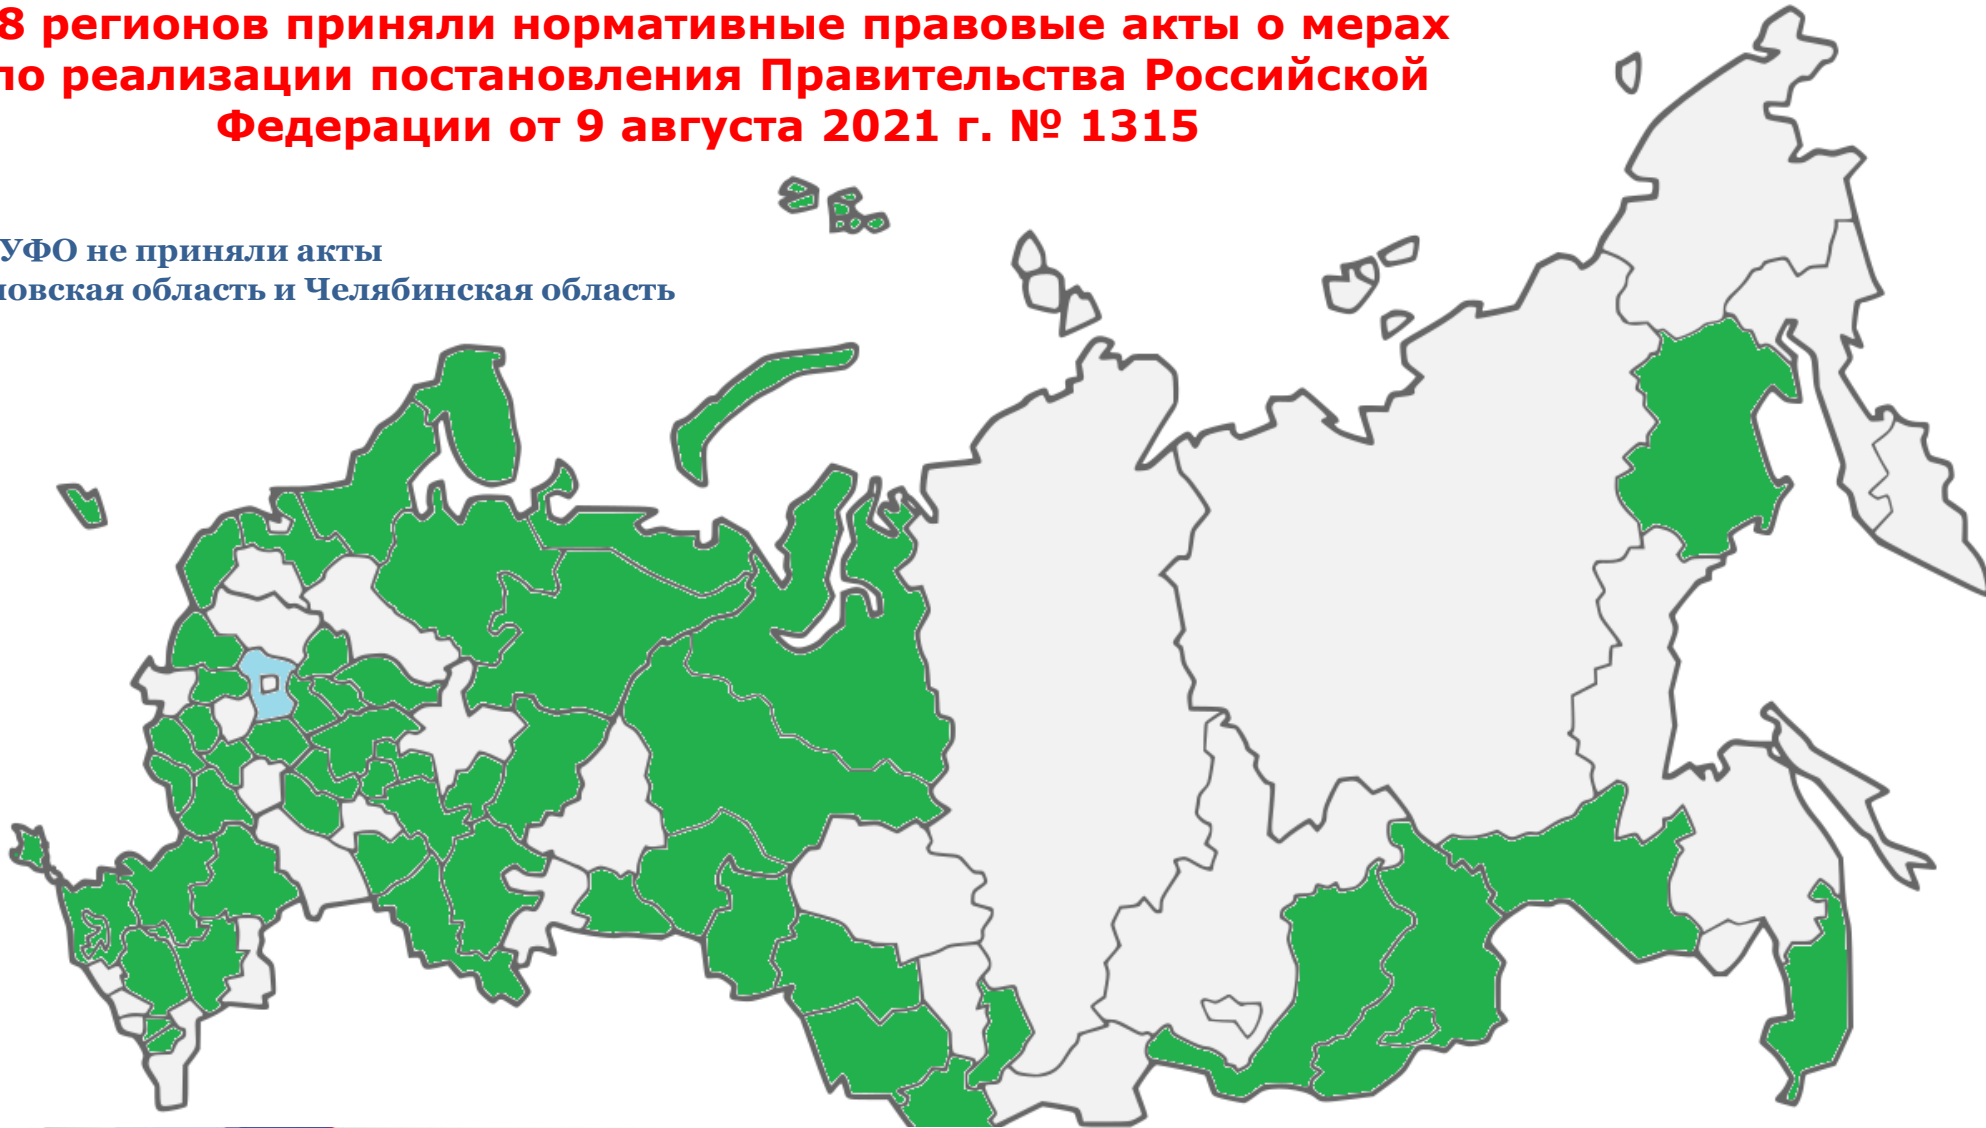 8 регионов приняли нормативные правовые акты о мерах
по реализации постановления Правительства Российской
Федерации от 9 августа 2021 г. № 1315
УФО не приняли акты
область и Челябинская область